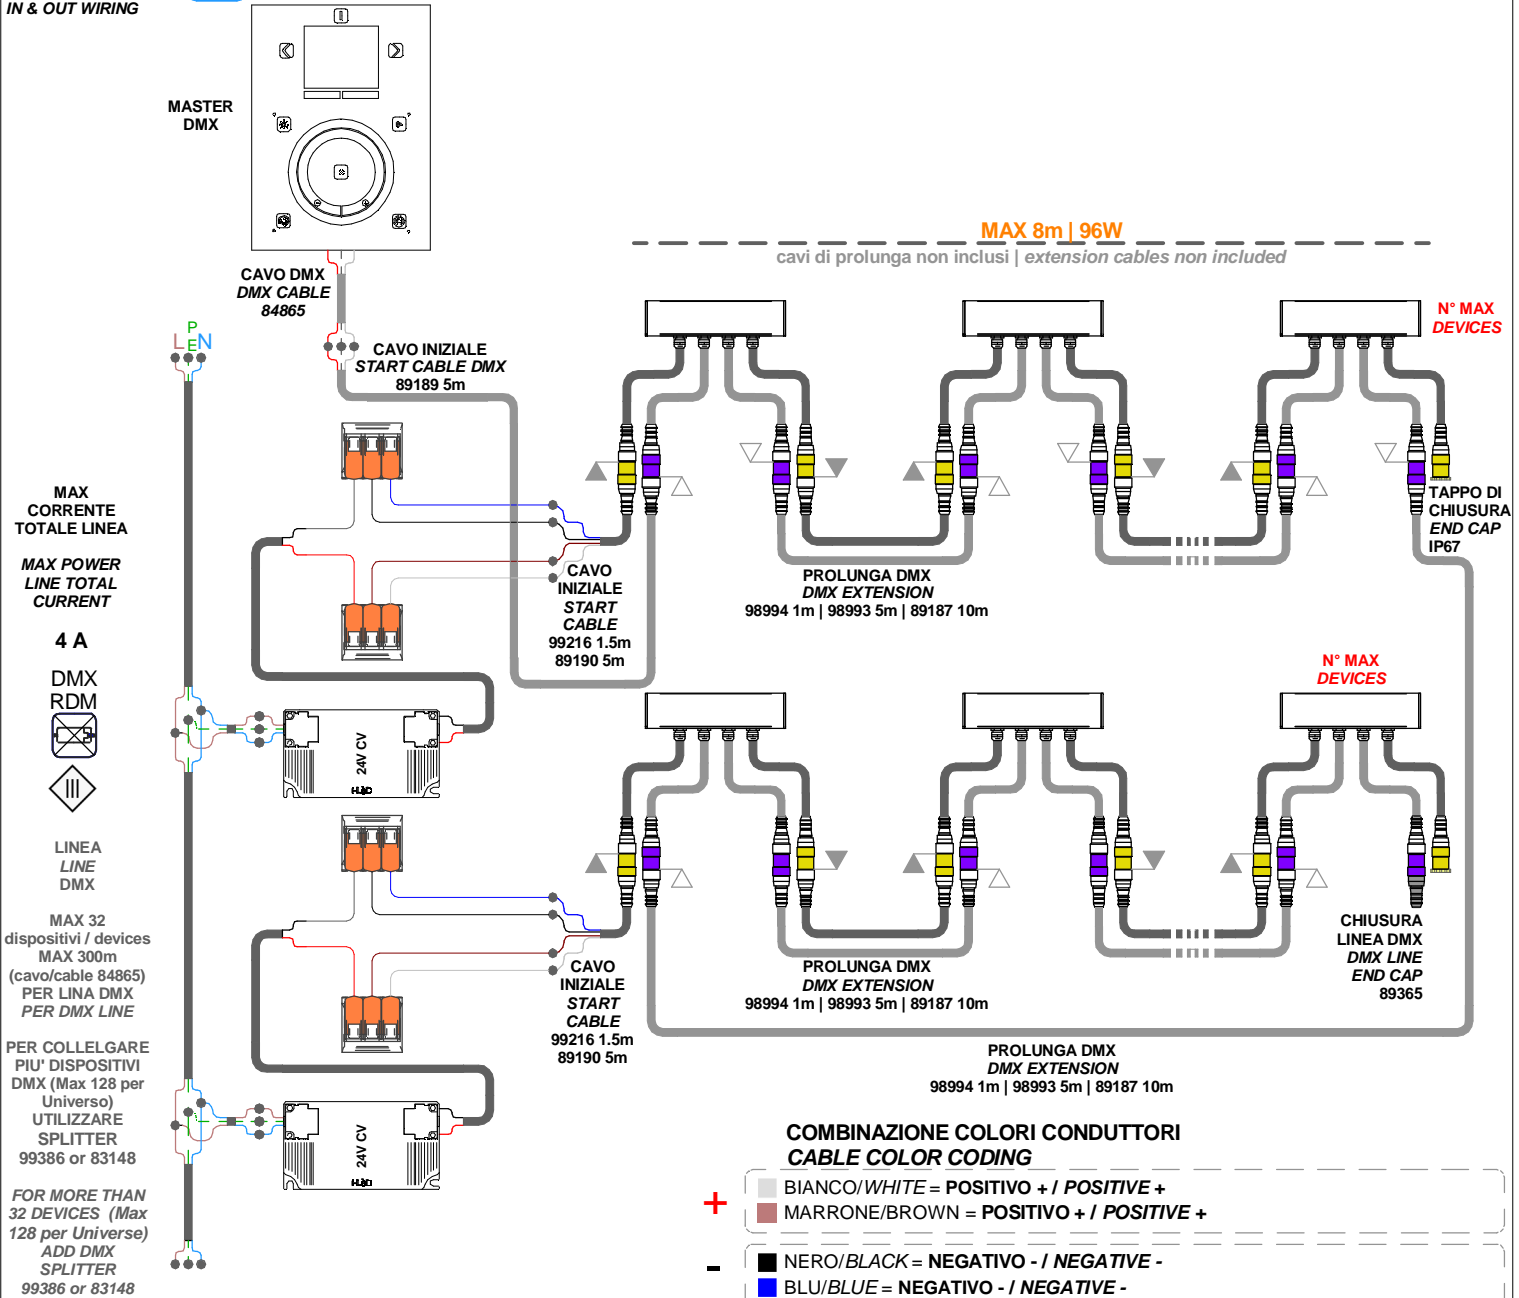 IN & OUT WIRING
MASTER
DMX
CAVO DMX
DMX CABLE
84865
CAVO INIZIALE
START CABLE DMX
89189 5m
L
PE
N
MAX 8m | 96W
cavi di prolunga non inclusi | extension cables non included
N° MAX
DEVICES
TAPPO DI
CHIUSURA
END CAP
IP67
MAX
CORRENTE
TOTALE LINEA
MAX POWER
LINE TOTAL
CURRENT
4 A
DMX
RDM
III
LINEA
LINE
DMX
MAX 32
dispositivi / devices
MAX 300m
(cavo/cable 84865)
PER LINA DMX
PER DMX LINE
PER COLLELGARE
PIU' DISPOSITIVI
DMX (Max 128 per
Universo)
UTILIZZARE
SPLITTER
99386 or 83148
FOR MORE THAN
32 DEVICES (Max
128 per Universe)
ADD DMX
SPLITTER
99386 or 83148
CAVO
INIZIALE
START
CABLE
99216 1.5m
89190 5m
PROLUNGA DMX
DMX EXTENSION
98994 1m | 98993 5m | 89187 10m
24V CV
N° MAX
DEVICES
CAVO
INIZIALE
START
CABLE
99216 1.5m
89190 5m
PROLUNGA DMX
DMX EXTENSION
98994 1m | 98993 5m | 89187 10m
CHIUSURA
LINEA DMX
DMX LINE
END CAP
89365
24V CV
PROLUNGA DMX
DMX EXTENSION
98994 1m | 98993 5m | 89187 10m
COMBINAZIONE COLORI CONDUTTORI
CABLE COLOR CODING
+
BIANCO/WHITE = POSITIVO + / POSITIVE +
MARRONE/BROWN = POSITIVO + / POSITIVE +
-
NERO/BLACK = NEGATIVO - / NEGATIVE -
BLU/BLUE = NEGATIVO - / NEGATIVE -